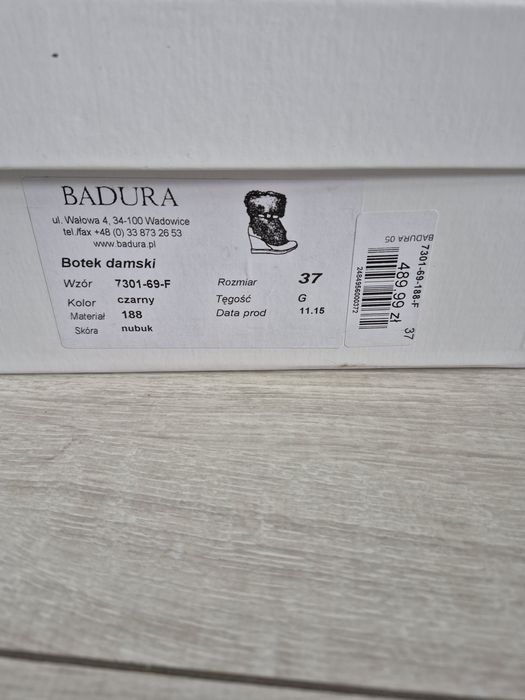 BADURA
ul. Wałowa 4, 34-100 Wadowice
tel./fax +48 (0) 33 873 26 53
www.badura.pl
Botek damski
Wzór 7301-69-F
Kolor czarny
Materiał 188
Skóra nubuk
Rozmiar 37
Tęgość G
Data prod 11.15
BADURA 05
7301-69-188-F
37
489,99 zł
2484956000372